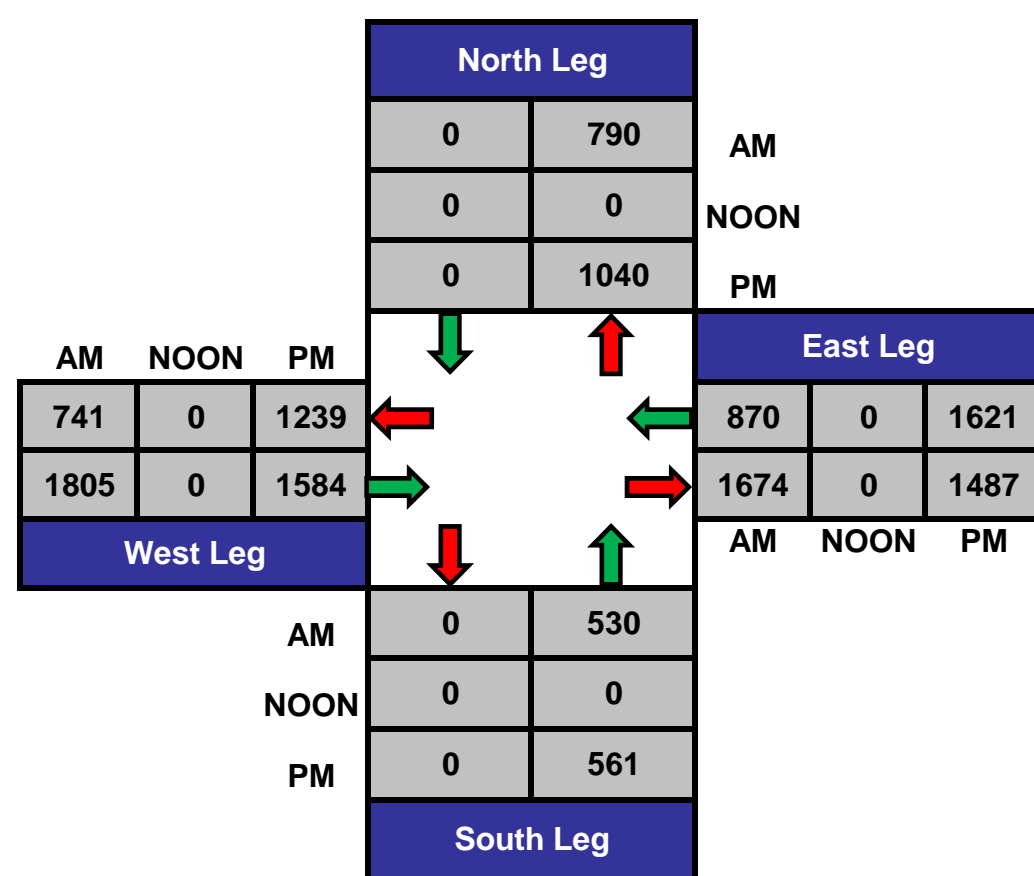 North Leg
0 790 AM
0 0 NOON
0 1040 PM
East Leg
AM NOON PM
741 0 1239 870 0 1621
1805 0 1584 1674 0 1487
West Leg AM NOON PM
AM 0 530
NOON 0 0
PM 0 561
South Leg